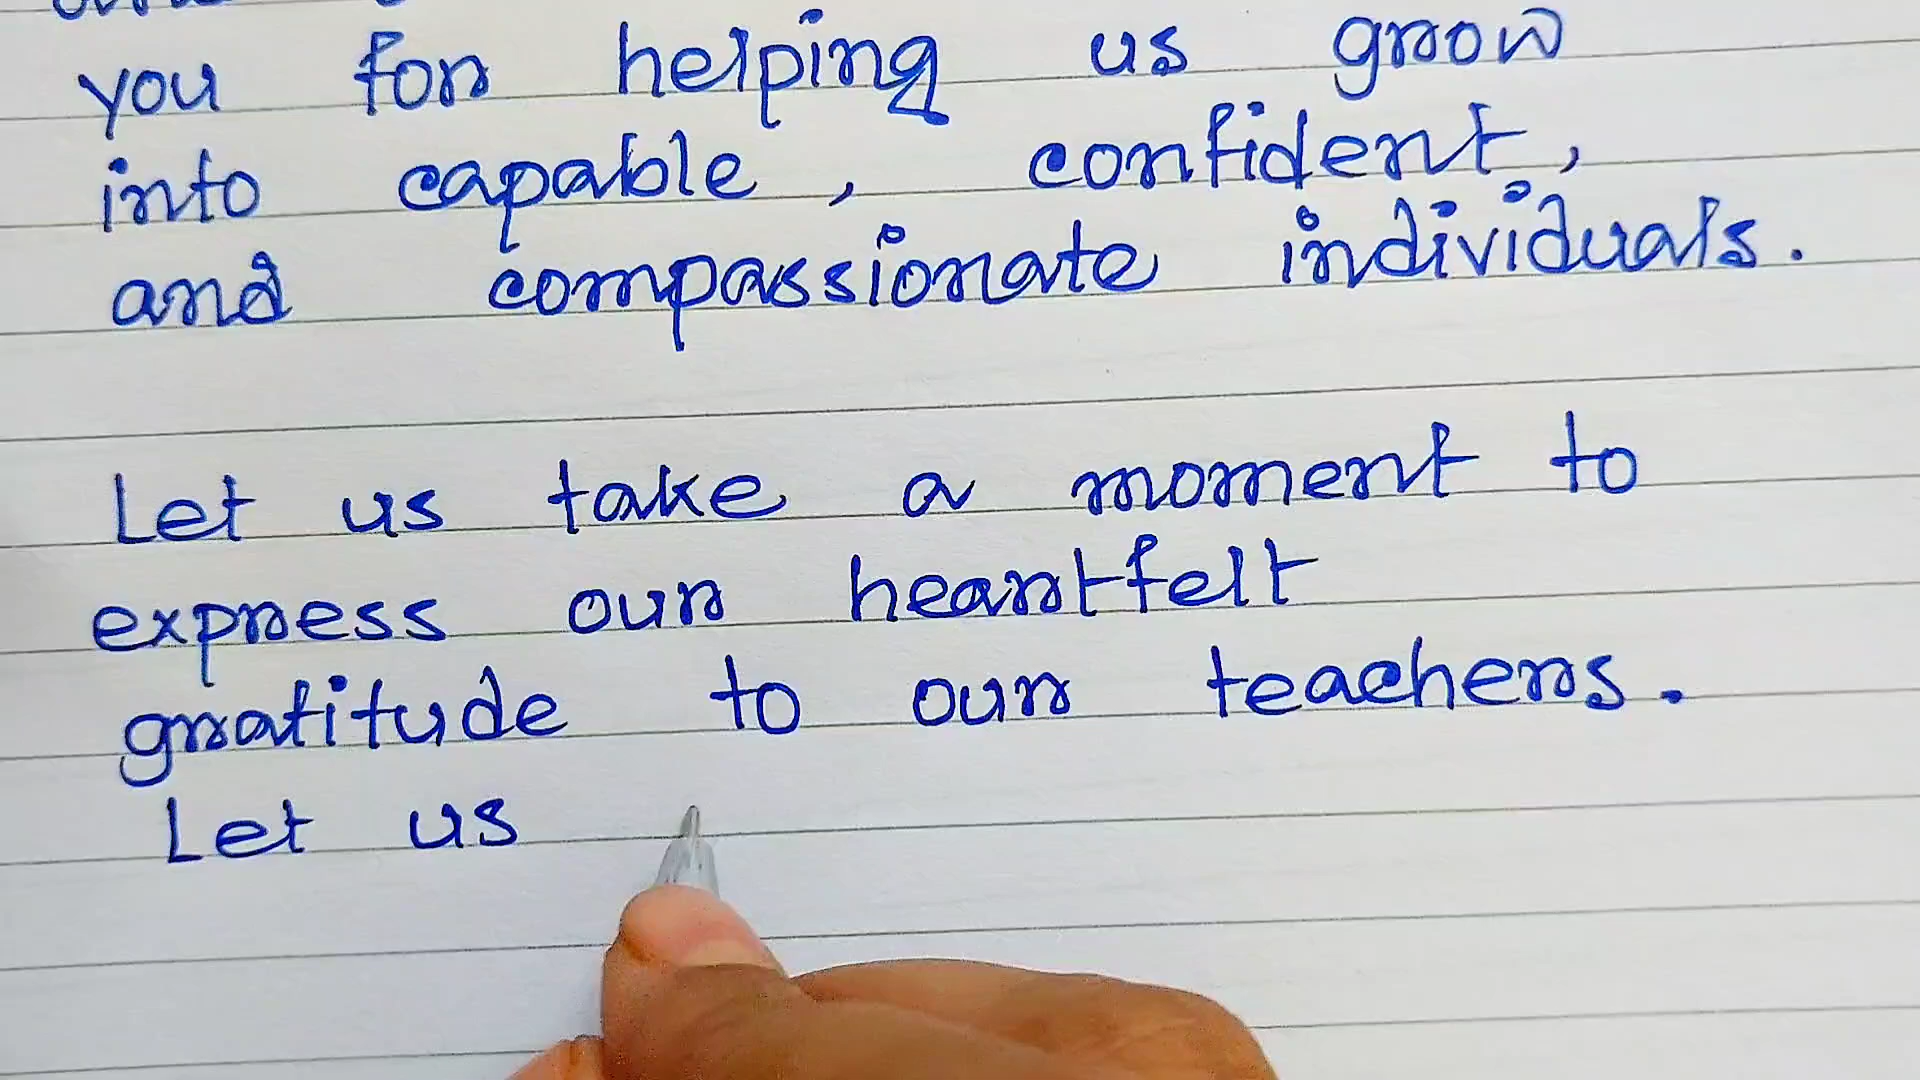 you for helping us grow
into capable, confident,
and compassionate individuals.
Let us take a moment to
express our heartfelt
gratitude to our teachers.
Let us